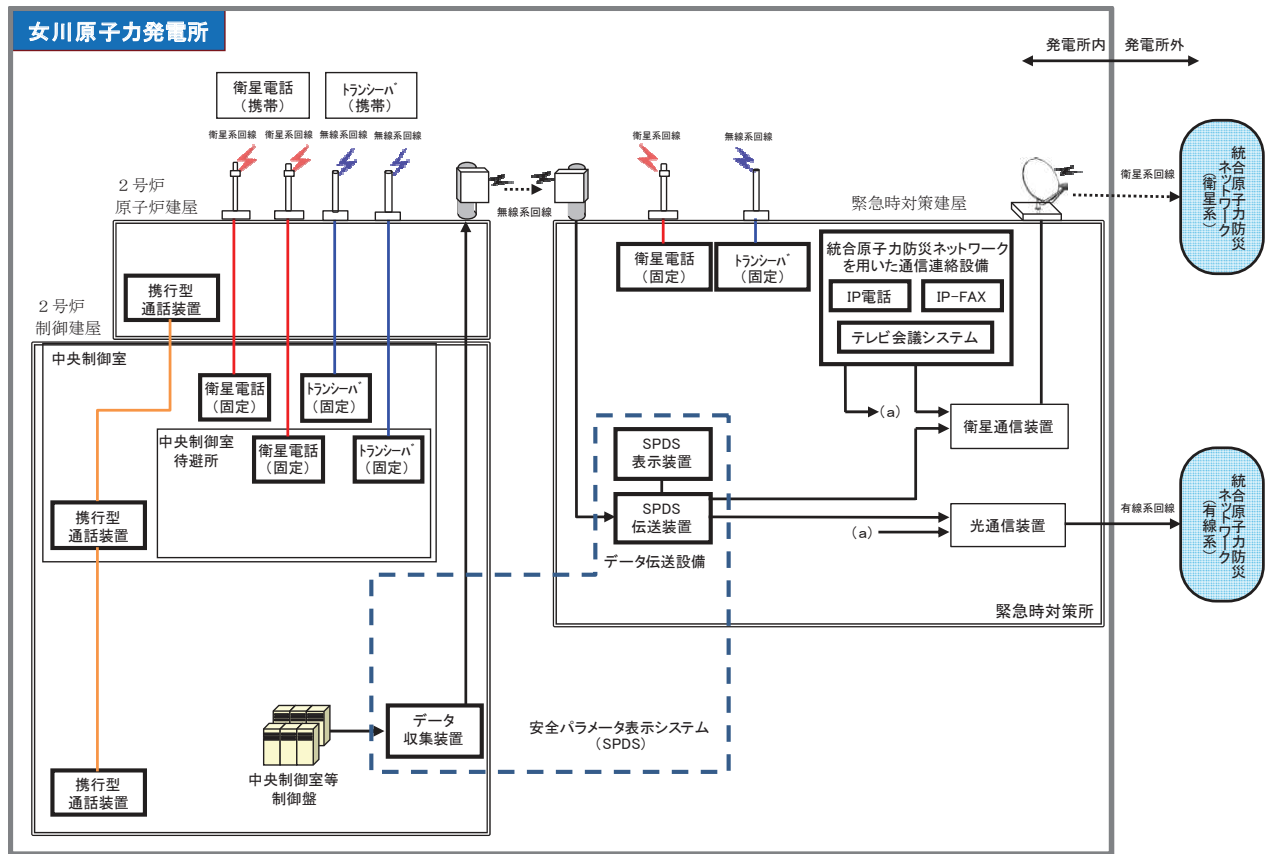 女川原子力発電所
発電所内
発電所外
衛星電話
(携帯)
トランシーバ
(携帯)
衛星系回線
衛星系回線
無線系回線
無線系回線
無線系回線
衛星系回線
無線系回線
衛星系回線
統合原子力防災
ネットワーク
(衛星系)
2号炉
原子炉建屋
緊急時対策建屋
携行型
通話装置
衛星電話
(固定)
トランシーバ
(固定)
統合原子力防災ネットワーク
を用いた通信連絡設備
IP電話
IP-FAX
テレビ会議システム
2号炉
制御建屋
中央制御室
衛星電話
(固定)
トランシーバ
(固定)
中央制御室
待避所
衛星電話
(固定)
トランシーバ
(固定)
(a)
衛星通信装置
SPDS
表示装置
SPDS
伝送装置
データ伝送設備
(a)
光通信装置
有線系回線
統合原子力防災
ネットワーク
(有線系)
携行型
通話装置
緊急時対策所
データ
収集装置
安全パラメータ表示システム
(SPDS)
中央制御室等
制御盤
携行型
通話装置